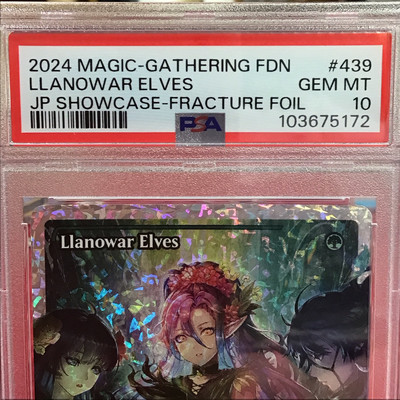 2024 MAGIC-GATHERING FDN #439
LLANOWAR ELVES GEM MT
JP SHOWCASE-FRACTURE FOIL 10
PSA 103675172
Llanowar Elves